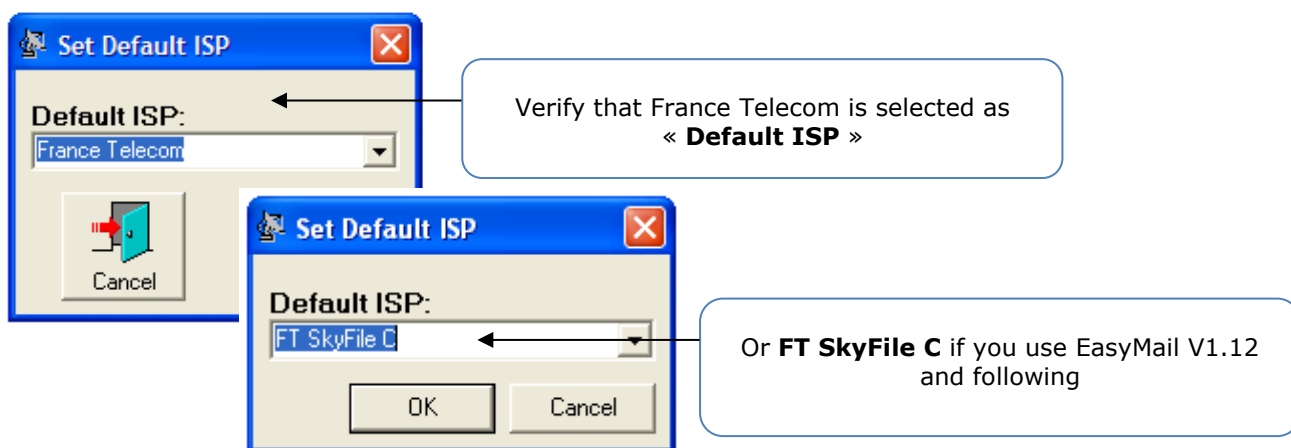 Set Default ISP
Default ISP:
France Telecom
Cancel
Verify that France Telecom is selected as
« Default ISP »
Set Default ISP
Default ISP:
FT SkyFile C
OK
Cancel
Or FT SkyFile C if you use EasyMail V1.12
and following